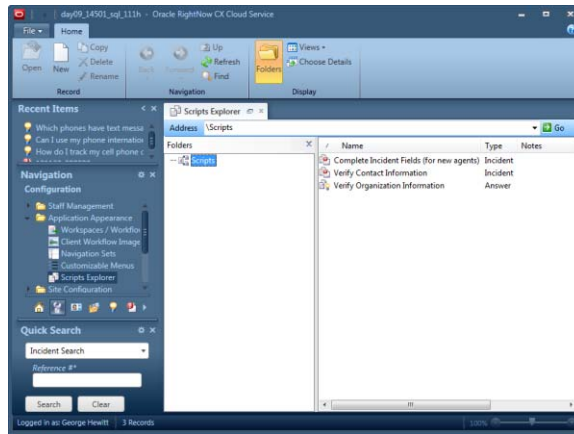 day09_14501_sql_111h - Oracle RightNow CX Cloud Service
File Home
Open New Copy Delete Rename
Back Forward Up Refresh Find
Folders Views Choose Details
Record Navigation Display
Recent Items
Which phones have text messa
Can I use my phone internation
How do I track my cell phone c
Navigation
Configuration
Staff Management
Application Appearance
Workspaces / Workflo
Client Workflow Image
Navigation Sets
Customizable Menus
Scripts Explorer
Site Configuration
Quick Search
Incident Search
Reference #*
Search Clear
Scripts Explorer
Address \Scripts Go
Folders
Scripts
Name Type Notes
Complete Incident Fields (for new agents) Incident
Verify Contact Information Incident
Verify Organization Information Answer
Logged in as: George Hewitt 3 Records 100%